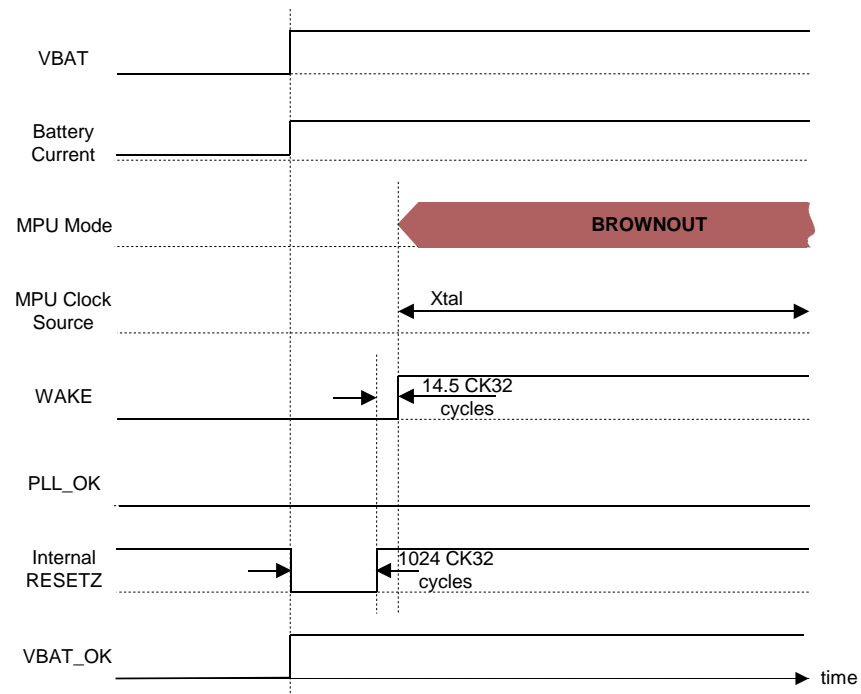 VBAT
Battery
Current
MPU Mode
BROWNOUT
MPU Clock
Source
Xtal
WAKE
14.5 CK32
cycles
PLL_OK
Internal
RESETZ
1024 CK32
cycles
VBAT_OK
time